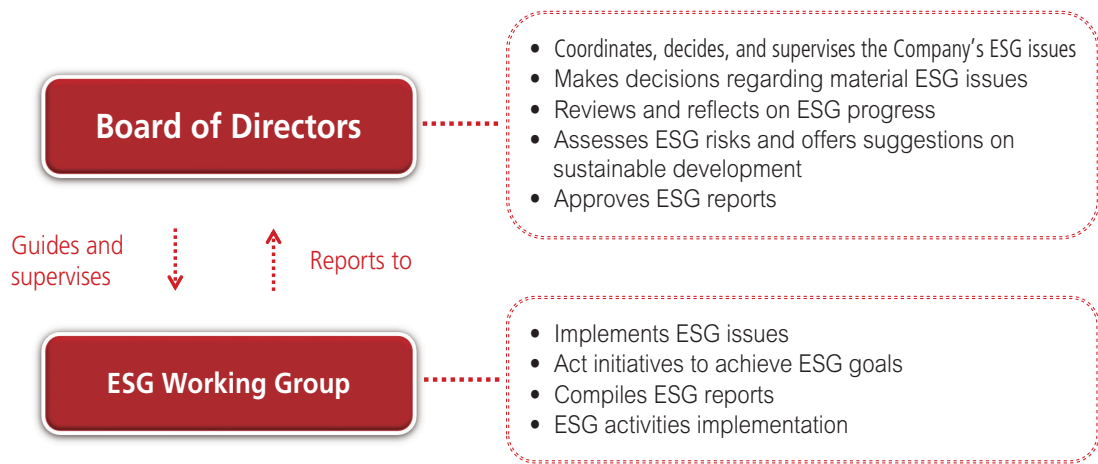 Board of Directors
• Coordinates, decides, and supervises the Company's ESG issues
• Makes decisions regarding material ESG issues
• Reviews and reflects on ESG progress
• Assesses ESG risks and offers suggestions on
sustainable development
• Approves ESG reports
Guides and
supervises
Reports to
ESG Working Group
• Implements ESG issues
• Act initiatives to achieve ESG goals
• Compiles ESG reports
• ESG activities implementation